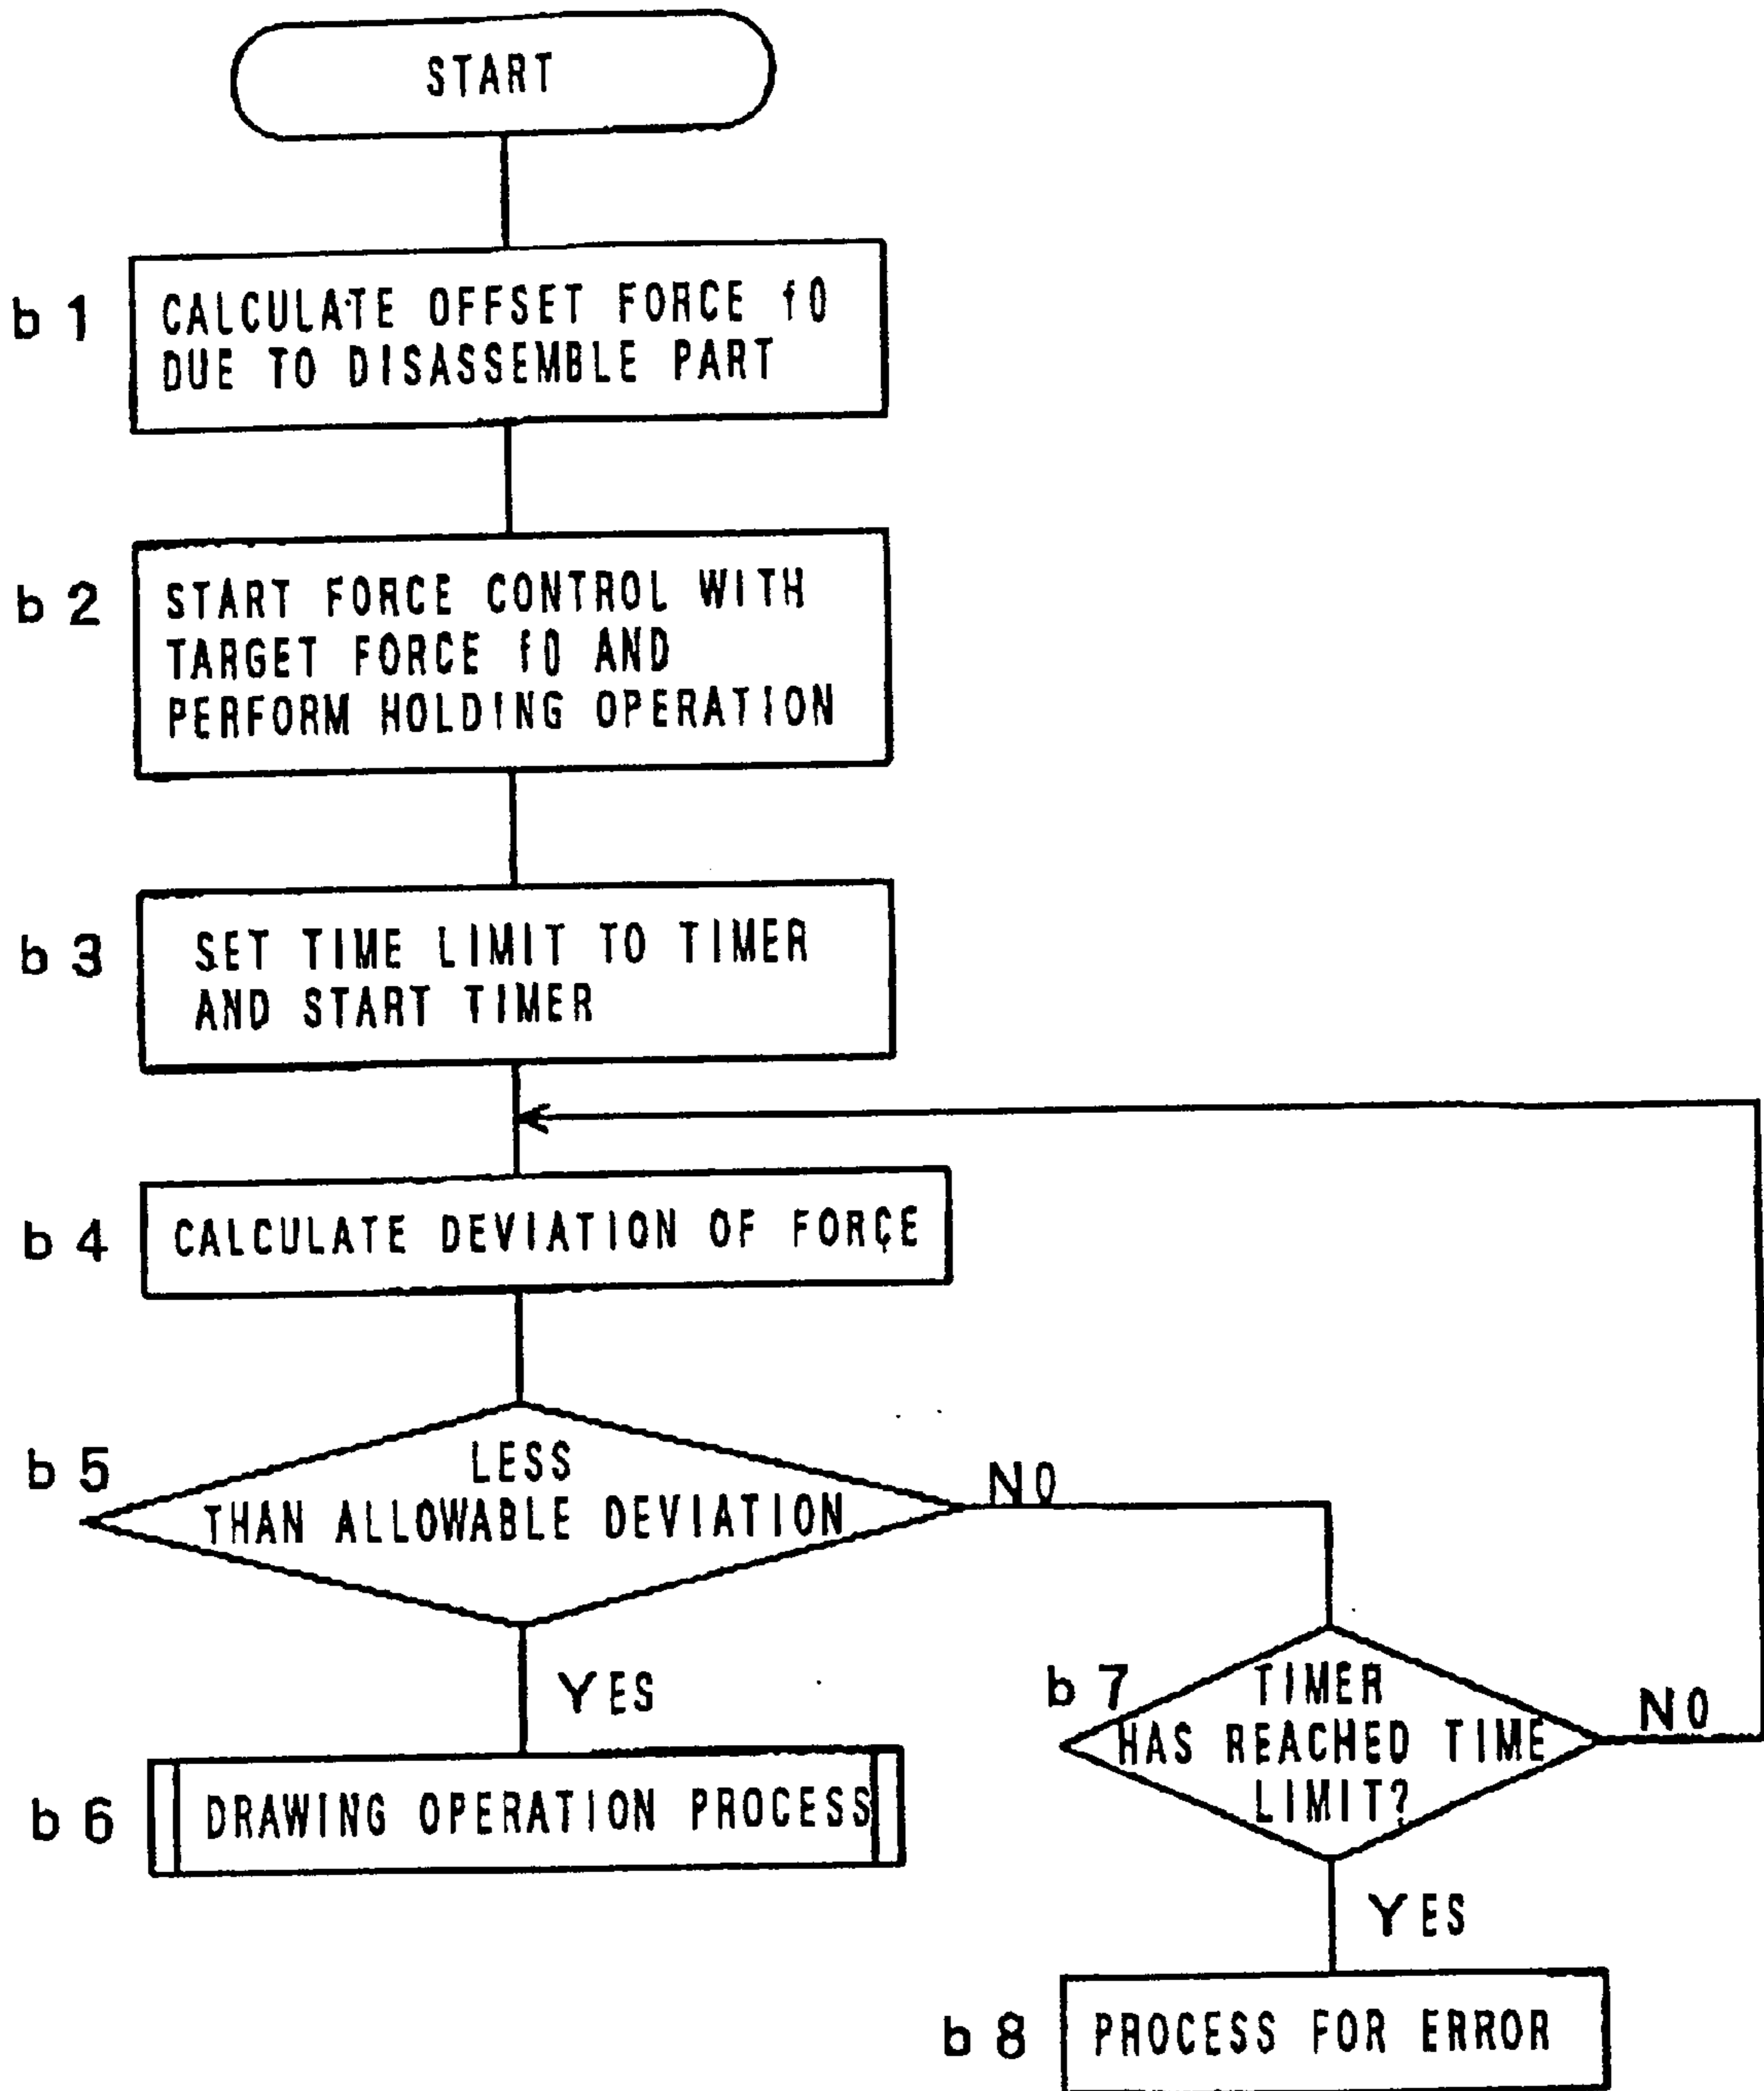 START
b 1
CALCULATE OFFSET FORCE f0
DUE TO DISASSEMBLE PART
b 2
START FORCE CONTROL WITH
TARGET FORCE f0 AND
PERFORM HOLDING OPERATION
b 3
SET TIME LIMIT TO TIMER
AND START TIMER
b 4
CALCULATE DEVIATION OF FORCE
b 5
LESS
THAN ALLOWABLE DEVIATION
NO
YES
b 6
DRAWING OPERATION PROCESS
b 7
TIMER
HAS REACHED TIME
LIMIT?
NO
YES
b 8
PROCESS FOR ERROR